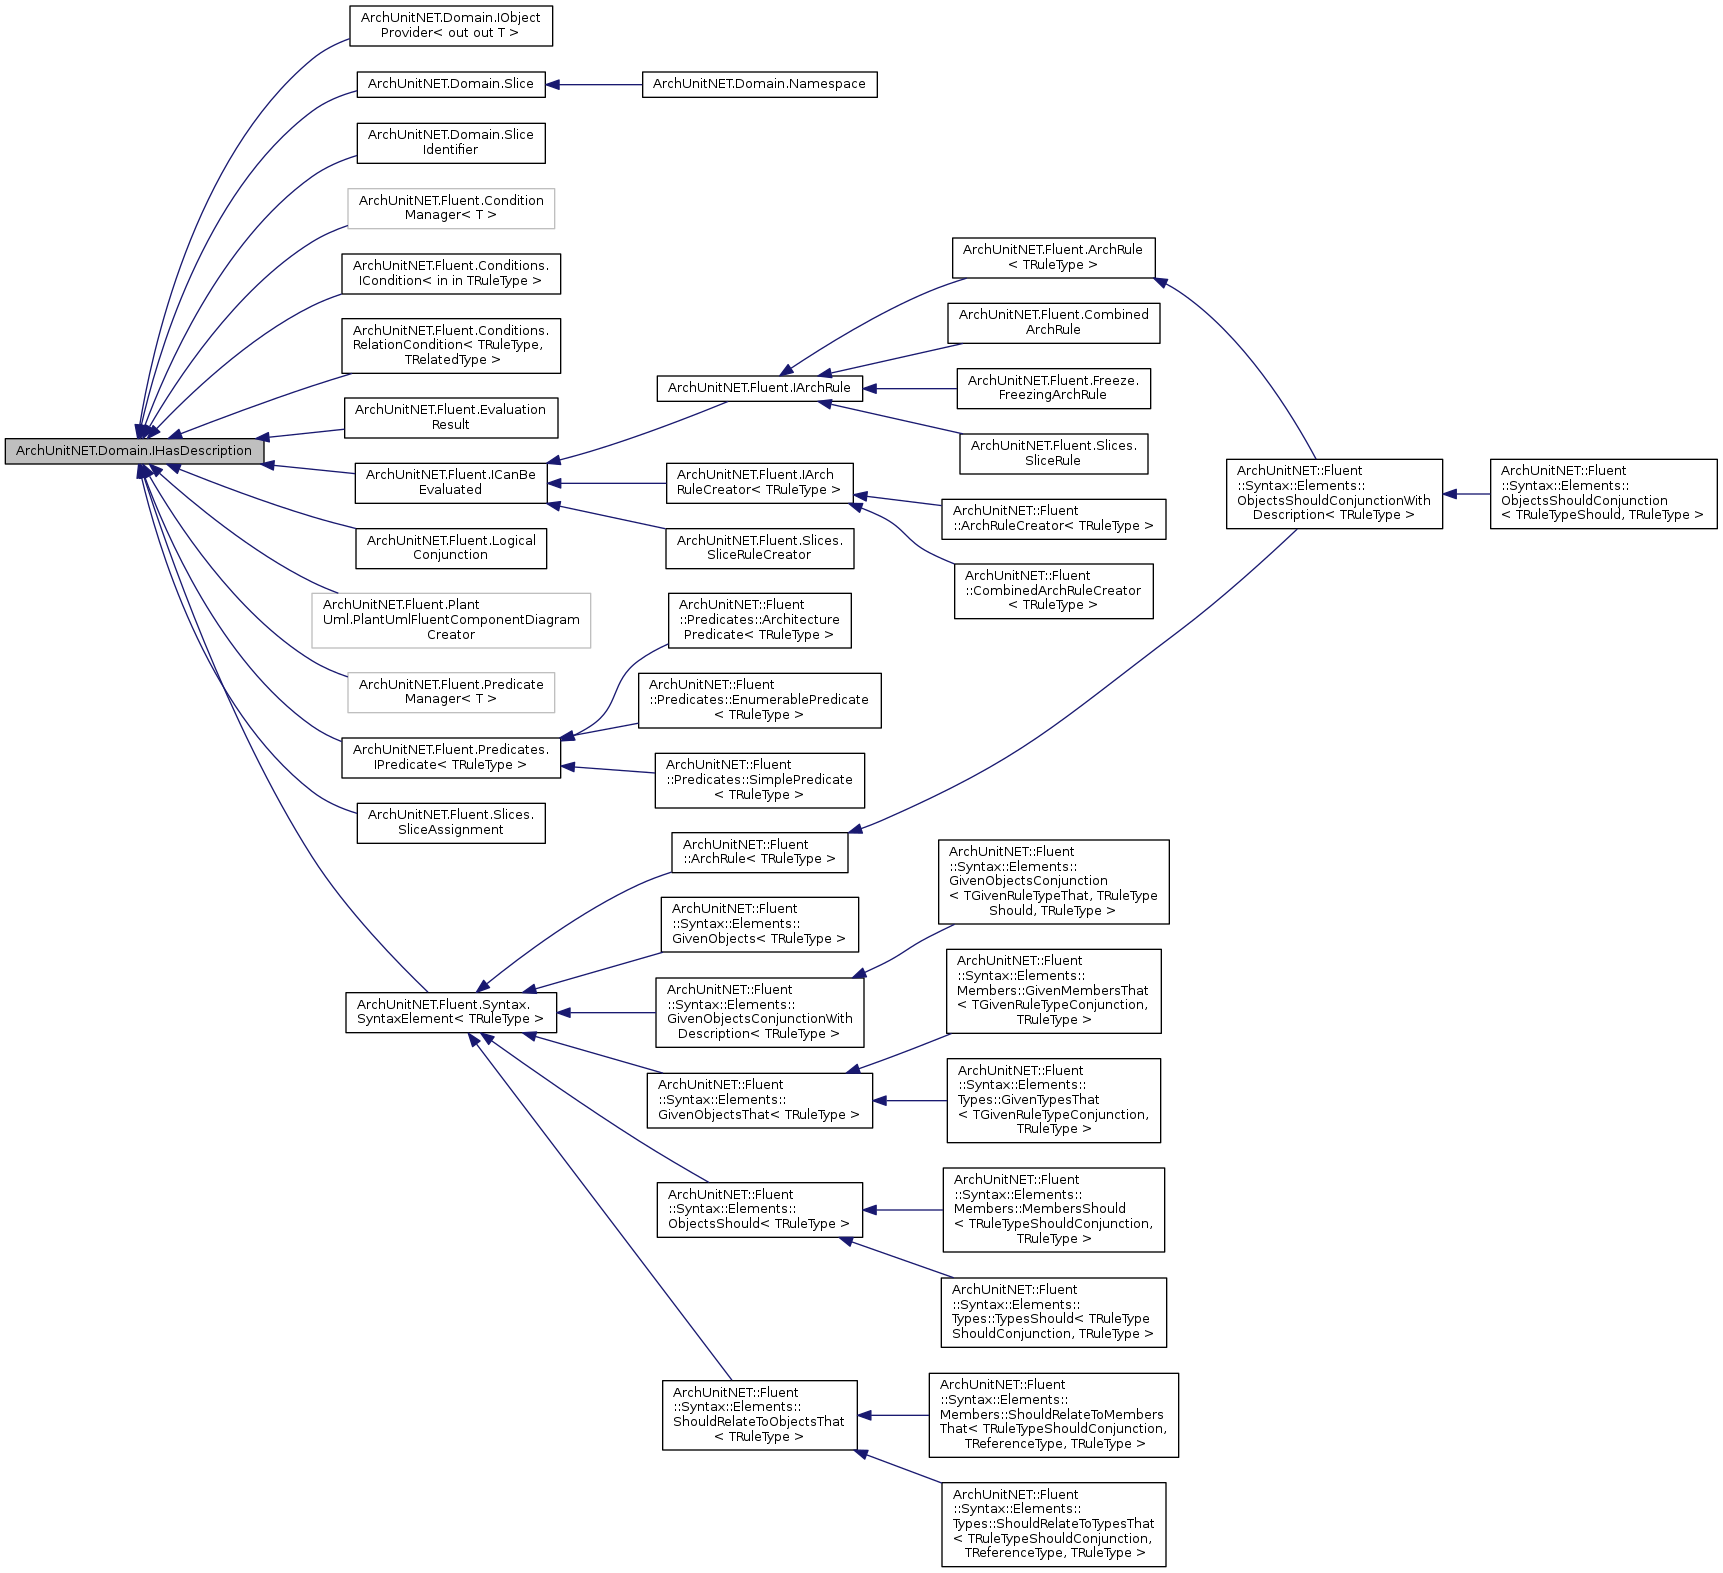 ArchUnitNET.Domain.IHasDescription
ArchUnitNET.Domain.IObject
Provider< out out T >
ArchUnitNET.Domain.Slice
ArchUnitNET.Domain.Namespace
ArchUnitNET.Domain.Slice
Identifier
ArchUnitNET.Fluent.Condition
Manager< T >
ArchUnitNET.Fluent.Conditions.
ICondition< in in TRuleType >
ArchUnitNET.Fluent.Conditions.
RelationCondition< TRuleType,
TRelatedType >
ArchUnitNET.Fluent.Evaluation
Result
ArchUnitNET.Fluent.ICanBe
Evaluated
ArchUnitNET.Fluent.IArchRule
ArchUnitNET.Fluent.ArchRule
< TRuleType >
ArchUnitNET.Fluent.Combined
ArchRule
ArchUnitNET.Fluent.Freeze.
FreezingArchRule
ArchUnitNET.Fluent.Slices.
SliceRule
ArchUnitNET::Fluent
::Syntax::Elements::
ObjectsShouldConjunctionWith
Description< TRuleType >
ArchUnitNET::Fluent
::Syntax::Elements::
ObjectsShouldConjunction
< TRuleTypeShould, TRuleType >
ArchUnitNET.Fluent.IArch
RuleCreator< TRuleType >
ArchUnitNET::Fluent
::ArchRuleCreator< TRuleType >
ArchUnitNET::Fluent
::CombinedArchRuleCreator
< TRuleType >
ArchUnitNET.Fluent.Slices.
SliceRuleCreator
ArchUnitNET.Fluent.Logical
Conjunction
ArchUnitNET.Fluent.Plant
Uml.PlantUmlFluentComponentDiagram
Creator
ArchUnitNET.Fluent.Predicate
Manager< T >
ArchUnitNET.Fluent.Predicates.
IPredicate< TRuleType >
ArchUnitNET::Fluent
::Predicates::Architecture
Predicate< TRuleType >
ArchUnitNET::Fluent
::Predicates::EnumerablePredicate
< TRuleType >
ArchUnitNET::Fluent
::Predicates::SimplePredicate
< TRuleType >
ArchUnitNET.Fluent.Slices.
SliceAssignment
ArchUnitNET.Fluent.Syntax.
SyntaxElement< TRuleType >
ArchUnitNET::Fluent
::ArchRule< TRuleType >
ArchUnitNET::Fluent
::Syntax::Elements::
GivenObjects< TRuleType >
ArchUnitNET::Fluent
::Syntax::Elements::
GivenObjectsConjunctionWith
Description< TRuleType >
ArchUnitNET::Fluent
::Syntax::Elements::
GivenObjectsConjunction
< TGivenRuleTypeThat, TRuleType
Should, TRuleType >
ArchUnitNET::Fluent
::Syntax::Elements::
GivenObjectsThat< TRuleType >
ArchUnitNET::Fluent
::Syntax::Elements::
Members::GivenMembersThat
< TGivenRuleTypeConjunction,
TRuleType >
ArchUnitNET::Fluent
::Syntax::Elements::
Types::GivenTypesThat
< TGivenRuleTypeConjunction,
TRuleType >
ArchUnitNET::Fluent
::Syntax::Elements::
ObjectsShould< TRuleType >
ArchUnitNET::Fluent
::Syntax::Elements::
Members::MembersShould
< TRuleTypeShouldConjunction,
TRuleType >
ArchUnitNET::Fluent
::Syntax::Elements::
Types::TypesShould< TRuleType
ShouldConjunction, TRuleType >
ArchUnitNET::Fluent
::Syntax::Elements::
ShouldRelateToObjectsThat
< TRuleType >
ArchUnitNET::Fluent
::Syntax::Elements::
Members::ShouldRelateToMembers
That< TRuleTypeShouldConjunction,
TReferenceType, TRuleType >
ArchUnitNET::Fluent
::Syntax::Elements::
Types::ShouldRelateToTypesThat
< TRuleTypeShouldConjunction,
TReferenceType, TRuleType >